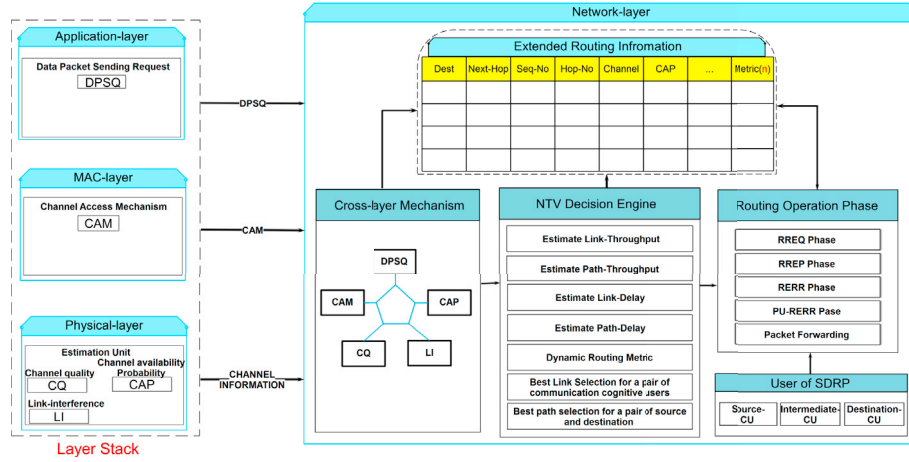 Application-layer
Data Packet Sending Request
DPSQ
MAC-layer
Channel Access Mechanism
CAM
Physical-layer
Estimation Unit
Channel quality
CQ
Channel availability
Probability
CAP
Link-interference
LI
Layer Stack
DPSQ
CAM
CHANNEL
INFORMATION
Network-layer
Extended Routing Infromation
Dest Next-Hop Seq-No Hop-No Channel CAP ... Metric(n)
Cross-layer Mechanism
DPSQ
CAM
CAP
CQ
LI
NTV Decision Engine
Estimate Link-Throughput
Estimate Path-Throughput
Estimate Link-Delay
Estimate Path-Delay
Dynamic Routing Metric
Best Link Selection for a pair of
communication cognitive users
Best path selection for a pair of source
and destination
Routing Operation Phase
RREQ Phase
RREP Phase
RERR Phase
PU-RERR Pase
Packet Forwarding
User of SDRP
Source-
CU
Intermediate-
CU
Destination-
CU